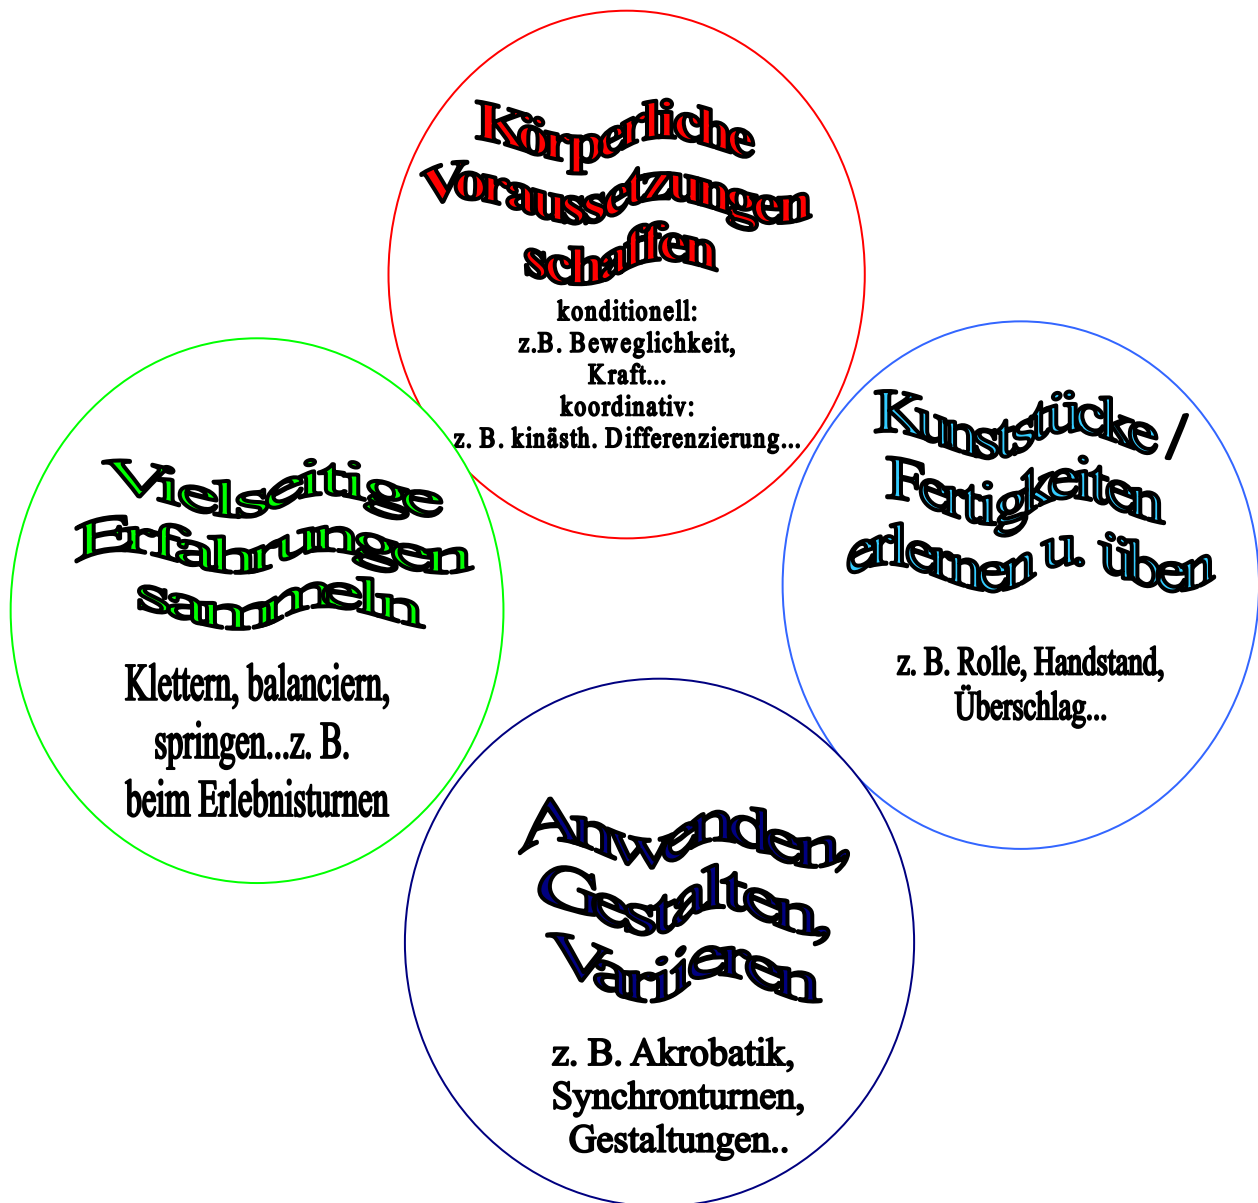 Körperliche
Voraussetzungen
schaffen
konditionell:
z.B. Beweglichkeit,
Kraft...
koordinativ:
z. B. kinästh. Differenzierung...
Vielseitige
Erfahrungen
sammeln
Klettern, balanciern,
springen...z. B.
beim Erlebnisturnen
Kunststücke /
Fertigkeiten
erlernen u. üben
z. B. Rolle, Handstand,
Überschlag...
Anwenden,
Gestalten,
Variieren
z. B. Akrobatik,
Synchronturnen,
Gestaltungen..